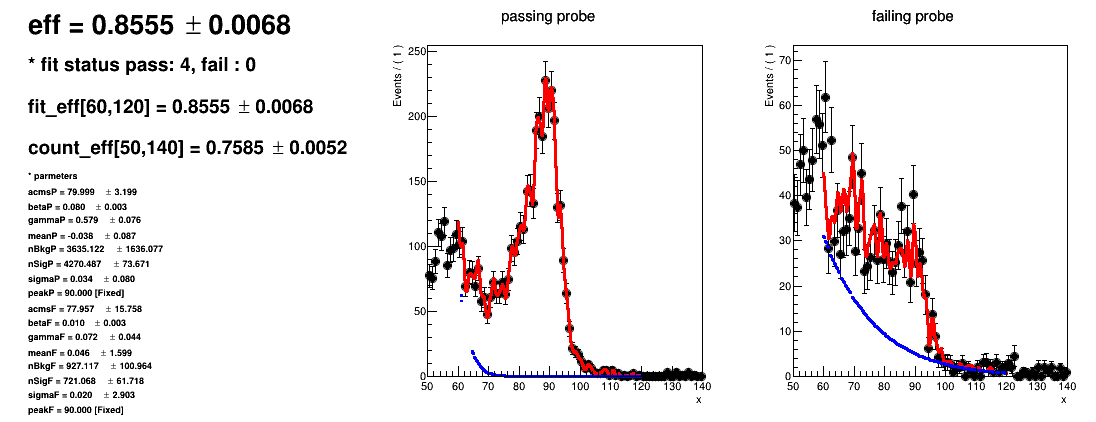 eff = 0.8555 ± 0.0068
* fit status pass: 4, fail : 0
fit_eff[60,120] = 0.8555 ± 0.0068
count_eff[50,140] = 0.7585 ± 0.0052
* parmeters
acmsP = 79.999 ± 3.199
betaP = 0.080 ± 0.003
gammaP = 0.579 ± 0.076
meanP = -0.038 ± 0.087
nBkgP = 3635.122 ± 1636.077
nSigP = 4270.487 ± 73.671
sigmaP = 0.034 ± 0.080
peakP = 90.000 [Fixed]
acmsF = 77.957 ± 15.758
betaF = 0.010 ± 0.003
gammaF = 0.072 ± 0.044
meanF = 0.046 ± 1.599
nBkgF = 927.117 ± 100.964
nSigF = 721.068 ± 61.718
sigmaF = 0.020 ± 2.903
peakF = 90.000 [Fixed]
passing probe
Events / ( 1 )
250
200
150
100
50
0
50 60 70 80 90 100 110 120 130 140
x
failing probe
Events / ( 1 )
70
60
50
40
30
20
10
0
50 60 70 80 90 100 110 120 130 140
x